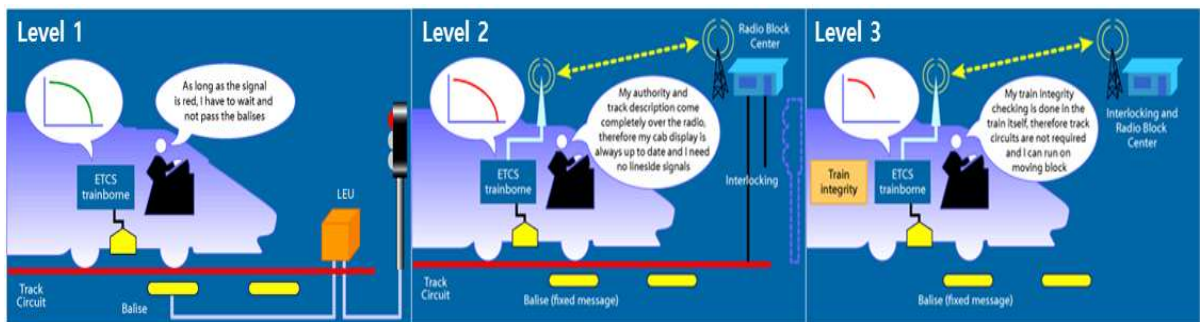 Level 1
As long as the signal
is red, I have to wait and
not pass the balises
ETCS
trainborne
LEU
Track
Circuit
Balise
Level 2
Radio Block
Center
My authority and
track description come
completely over the radio,
therefore my cab display is
always up to date and I need
no lineside signals
ETCS
trainborne
Interlocking
Track
Circuit
Balise (fixed message)
Level 3
My train Integrity
checking is done in the
train itself, therefore track
circuits are not required
and I can run on
moving block
Interlocking and
Radio Block
Center
Train
integrity
ETCS
trainborne
Balise (fixed message)